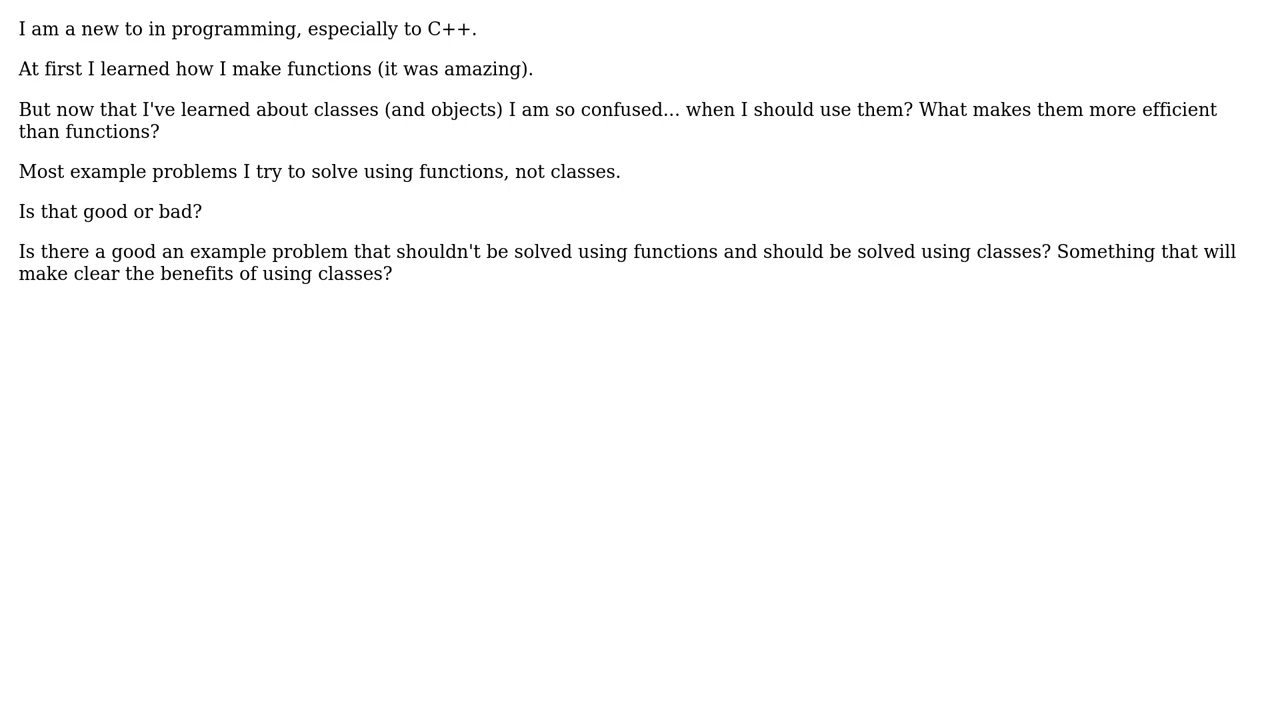 I am a new to in programming, especially to C++.
At first I learned how I make functions (it was amazing).
But now that I've learned about classes (and objects) I am so confused... when I should use them? What makes them more efficient
than functions?
Most example problems I try to solve using functions, not classes.
Is that good or bad?
Is there a good an example problem that shouldn't be solved using functions and should be solved using classes? Something that will
make clear the benefits of using classes?